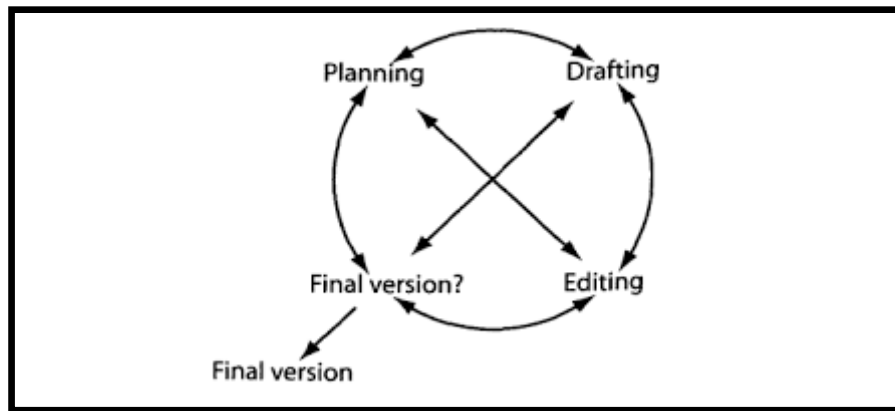 Planning
Drafting
Final version?
Editing
Final version